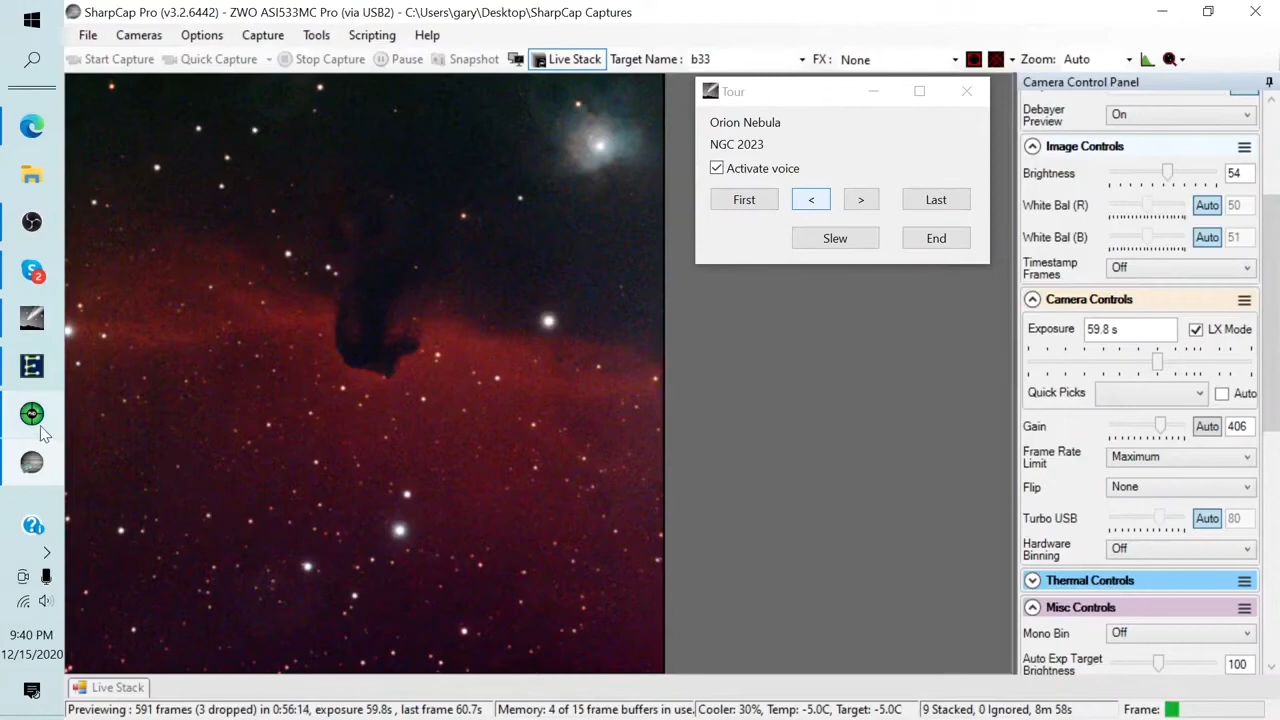 SharpCap Pro (v3.2.6442) - ZWO ASI533MC Pro (via USB2) - C:\Users\gary\Desktop\SharpCap Captures
File Cameras Options Capture Tools Scripting Help
Start Capture Quick Capture Stop Capture Pause Snapshot Live Stack Target Name : b33 FX : None Zoom: Auto
Tour
Orion Nebula
NGC 2023
Activate voice
First < > Last
Slew End
Camera Control Panel
Debayer Preview On
Image Controls
Brightness 54
White Bal (R) Auto 50
White Bal (B) Auto 51
Timestamp Frames Off
Camera Controls
Exposure 59.8 s LX Mode
Quick Picks Auto
Gain Auto 406
Frame Rate Limit Maximum
Flip None
Turbo USB Auto 80
Hardware Binning Off
Thermal Controls
Misc Controls
Mono Bin Off
Auto Exp Target Brightness 100
2
9:40 PM
12/15/2020
Live Stack
Previewing : 591 frames (3 dropped) in 0:56:14, exposure 59.8s , last frame 60.7s Memory: 4 of 15 frame buffers in use. Cooler: 30%, Temp: -5.0C, Target: -5.0C 9 Stacked, 0 Ignored, 8m 58s Frame: